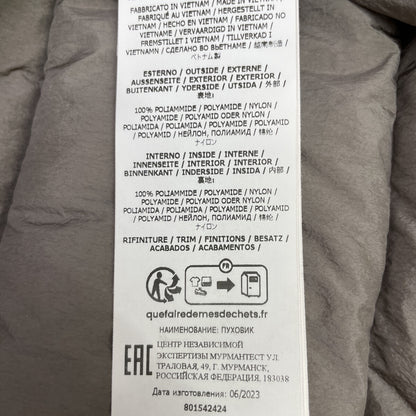 FABBRICATO IN VIETNAM / MADE IN VIETNAM
FABRIQUÉ AU VIETNAM / HERGESTELLT IN
VIETNAM / HECHO EN VIETNAM / FABRICADO NO
VIETNAME / VERVAARDIGD IN VIETNAM /
FREMSTILLET I VIETNAM / TILLVERKAD I
VIETNAMN / СДЕЛАНО ВО ВЬЕТНАМЕ / 越南制造 /
ベトナム製
ESTERNO / OUTSIDE / EXTERNE /
AUSSENSEITE / EXTERIOR / EXTERIOR /
BUITENKANT / YDERSIDE / UTSIDA / 外部 /
表地:
100% POLIAMMIDE / POLYAMIDE / NYLON /
POLYAMID / POLYAMID ODER NYLON /
POLIAMIDA / POLIAMIDA / POLYAMIDE / POLYAMID
/ POLYAMID / НЕЙЛОН, ПОЛИАМИД / 锦纶 /
ナイロン
INTERNO / INSIDE / INTERNE /
INNENSEITE / INTERIOR / INTERIOR /
BINNENKANT / INDERSIDE / INSIDA / 内部 /
裏地:
100% POLIAMMIDE / POLYAMIDE / NYLON /
POLYAMID / POLYAMID ODER NYLON /
POLIAMIDA / POLIAMIDA / POLYAMIDE / POLYAMID
/ POLYAMID / НЕЙЛОН, ПОЛИАМИД / 锦纶 /
ナイロン
RIFINITURE / TRIM / FINITIONS / BESATZ /
ACABADOS / ACABAMENTOS /
FR
quefairedemesdechets.fr
НАИМЕНОВАНИЕ: ПУХОВИК
EAC
ЦЕНТР НЕЗАВИСИМОЙ
ЭКСПЕРТИЗЫ МУРМАНТЕСТ УЛ.
ТРАЛОВАЯ, 49, Г. МУРМАНСК,
РОССИЙСКАЯ ФЕДЕРАЦИЯ, 183038
Дата изготовления: 06/2023
801542424